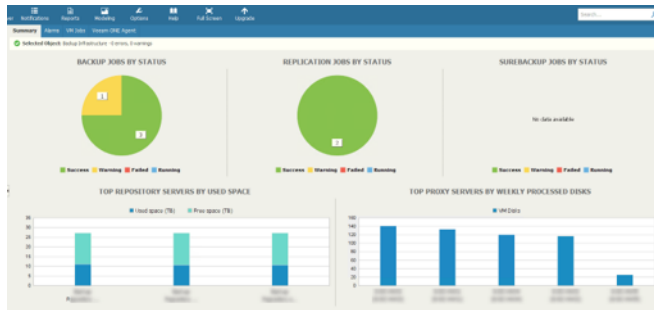 Notifications Reports Modeling Options Help Full Screen Upgrade
Search...
Summary Alarms VM Jobs Veeam ONE Agent
Selected Object: Backup Infrastructure - 0 errors, 0 warnings
BACKUP JOBS BY STATUS
1
3
Success Warning Failed Running
REPLICATION JOBS BY STATUS
Success Warning Failed Running
SUREBACKUP JOBS BY STATUS
No data available
Success Warning Failed Running
TOP REPOSITORY SERVERS BY USED SPACE
Used space (TB) Free space (TB)
35
30
25
20
15
10
5
0
TOP PROXY SERVERS BY WEEKLY PROCESSED DISKS
VM Disks
160
140
120
100
80
60
40
20
0